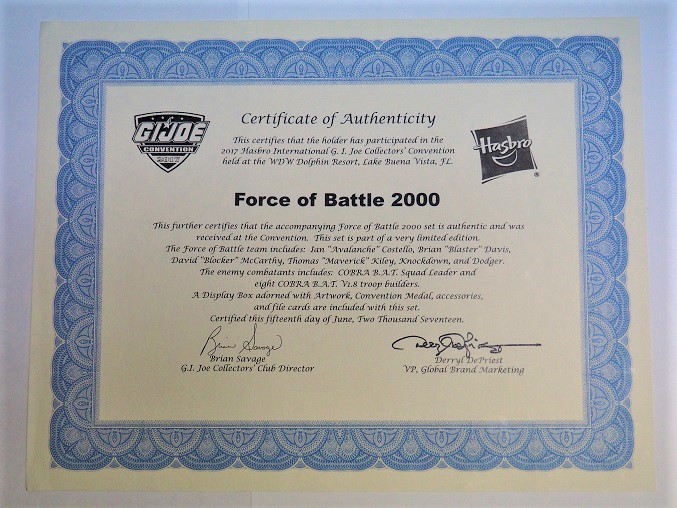 GI JOE
CONVENTION
2017
Certificate of Authenticity
This certifies that the holder has participated in the
2017 Hasbro International G. I. Joe Collectors' Convention
held at the WDW Dolphin Resort, Lake Buena Vista, FL.
Hasbro
®
Force of Battle 2000
This further certifies that the accompanying Force of Battle 2000 set is authentic and was
received at the Convention. This set is part of a very limited edition.
The Force of Battle team includes: Ian "Avalanche" Costello, Brian "Blaster" Davis,
David "Blocker" McCarthy, Thomas "Maverick" Kiley, Knockdown, and Dodger.
The enemy combatants includes: COBRA B.A.T. Squad Leader and
eight COBRA B.A.T. V1.8 troop builders.
A Display Box adorned with Artwork, Convention Medal, accessories,
and file cards are included with this set.
Certified this fifteenth day of June, Two Thousand Seventeen.
Brian Savage
Brian Savage
G.I. Joe Collectors' Club Director
Derryl DePriest
VP, Global Brand Marketing